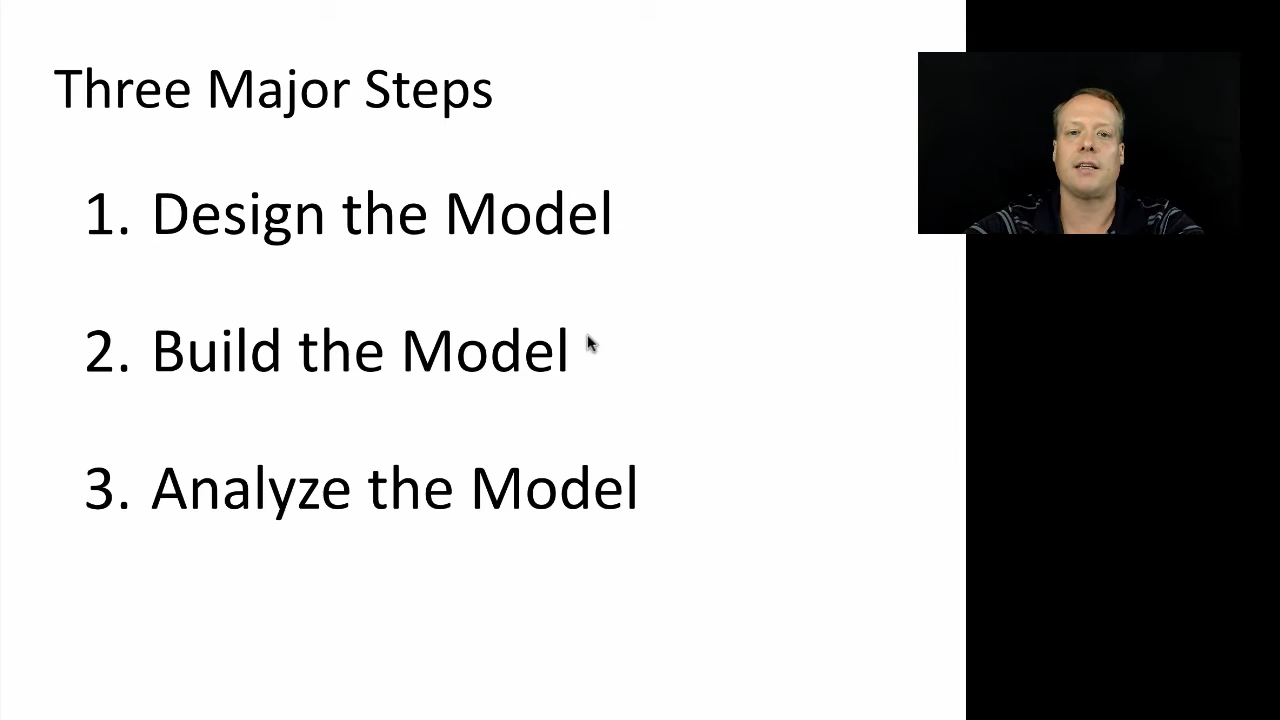 Three Major Steps
1. Design the Model
2. Build the Model
3. Analyze the Model